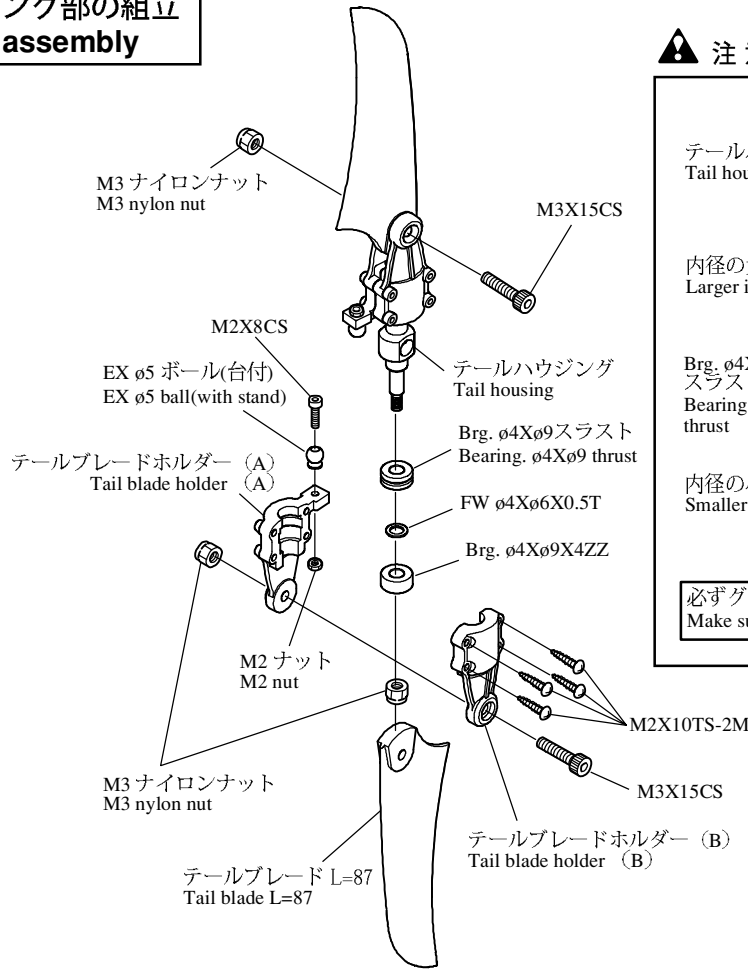 ング部の組立
assembly
M3 ナイロンナット
M3 nylon nut
M3X15CS
M2X8CS
EX ø5 ボール(台付)
EX ø5 ball(with stand)
テールハウジング
Tail housing
テールブレードホルダー（A）
Tail blade holder （A）
Brg. ø4Xø9スラスト
Bearing. ø4Xø9 thrust
FW ø4Xø6X0.5T
Brg. ø4Xø9X4ZZ
M2 ナット
M2 nut
M2X10TS-2M
M3 ナイロンナット
M3 nylon nut
M3X15CS
テールブレードホルダー（B）
Tail blade holder （B）
テールブレード L=87
Tail blade L=87
注
テール
Tail
内径の
Larger
Brg.
スラス
Bearing
thrust
内径の
Smaller
必ずグ
Make